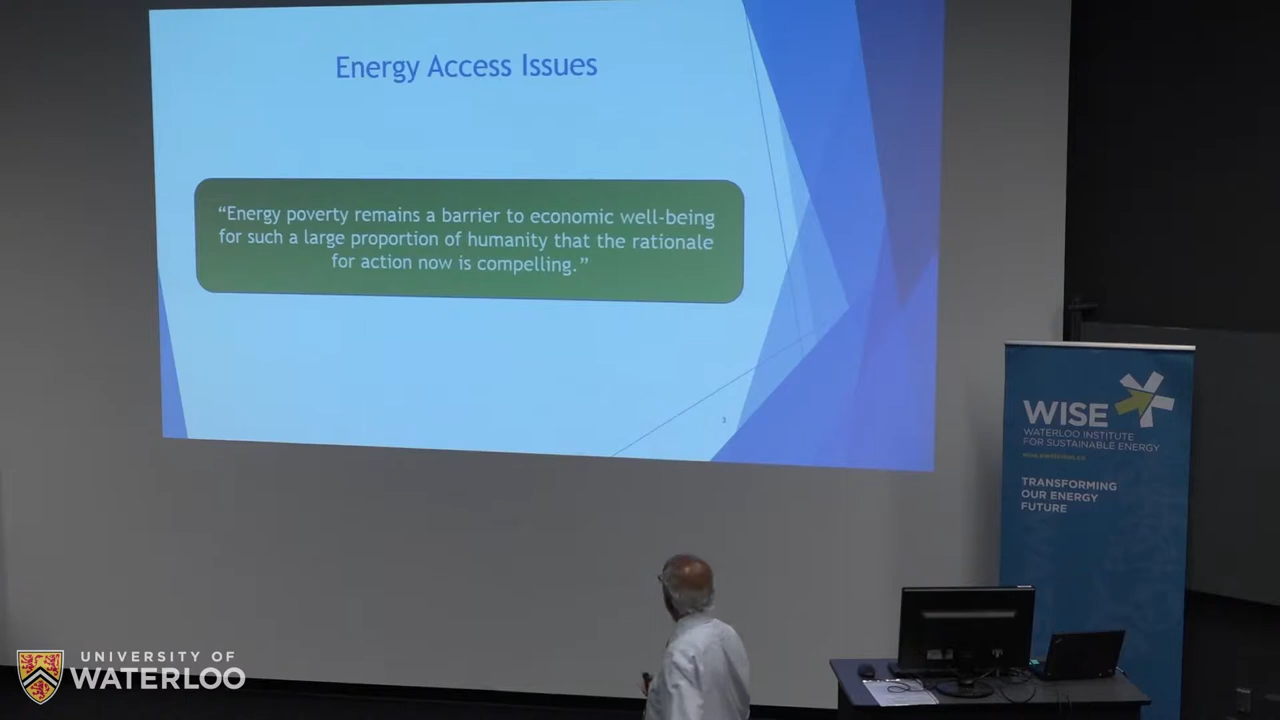 Energy Access Issues
“Energy poverty remains a barrier to economic well-being
for such a large proportion of humanity that the rationale
for action now is compelling.”
3
WISE
WATERLOO INSTITUTE
FOR SUSTAINABLE ENERGY
TRANSFORMING
OUR ENERGY
FUTURE
UNIVERSITY OF
WATERLOO